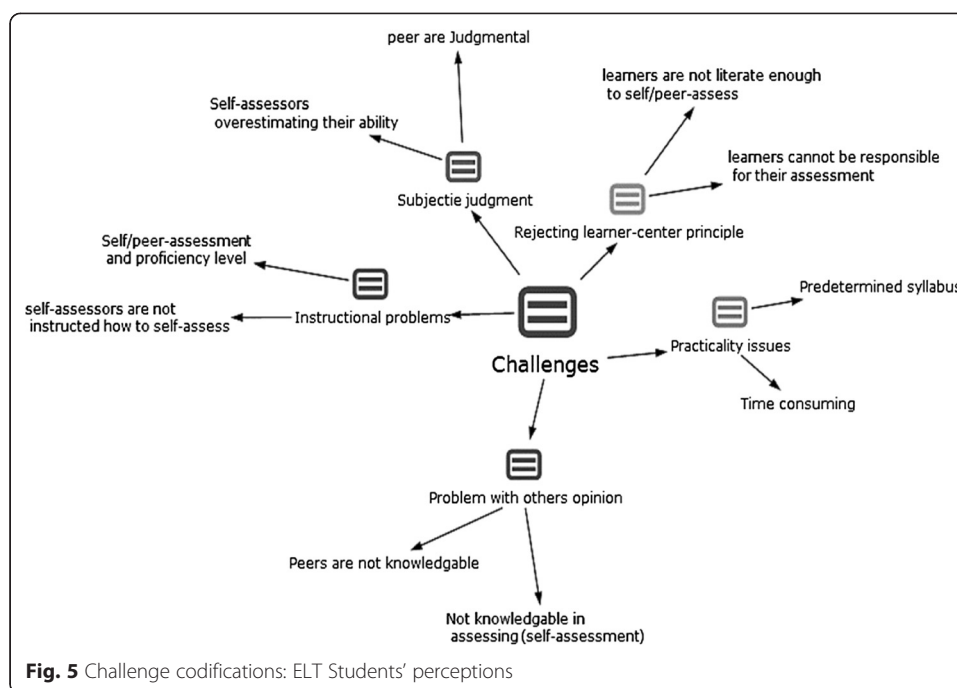 peer are Judgmental
learners are not literate enough
to self/peer-assess
Self-assessors
overestimating their ability
learners cannot be responsible
for their assessment
Subjectie judgment
Rejecting learner-center principle
Self/peer-assessment
and proficiency level
Predetermined syllabus
self-assessors are not
instructed how to self-assess
Instructional problems
Challenges
Practicality issues
Time consuming
Problem with others opinion
Peers are not knowledgable
Not knowledgable in
assessing (self-assessment)
Fig. 5 Challenge codifications: ELT Students' perceptions